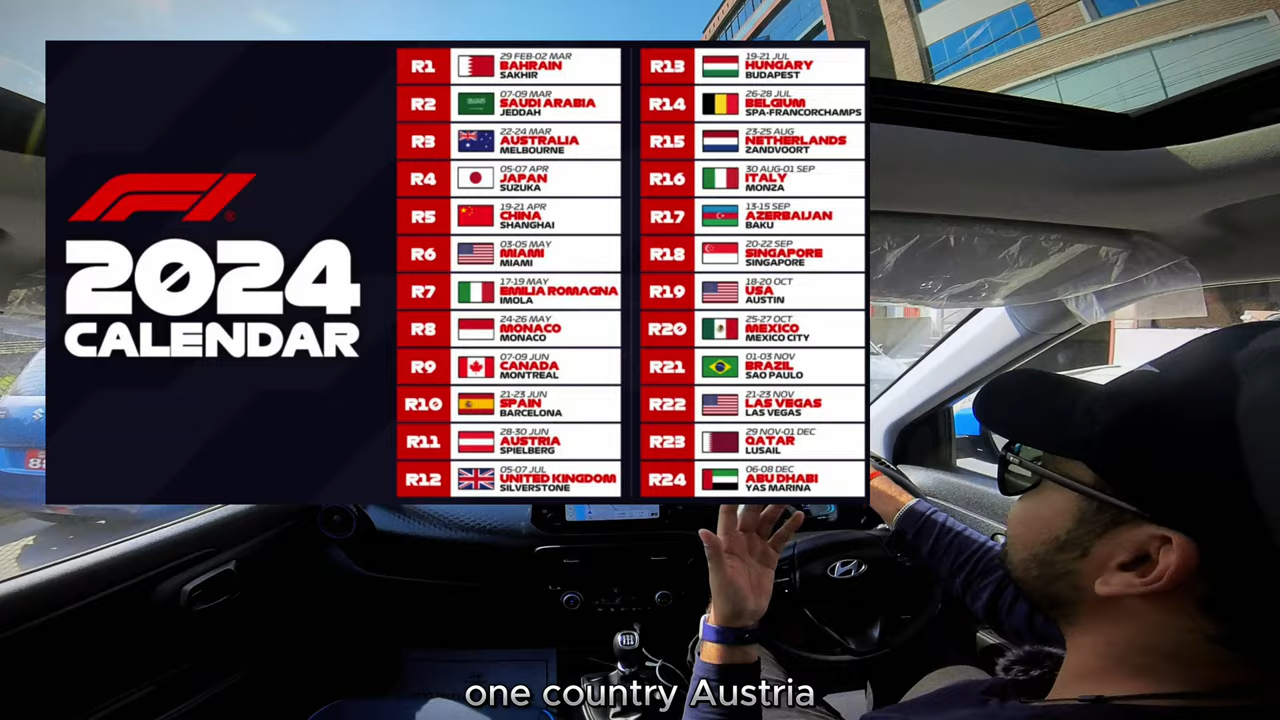 F1
2024
CALENDAR
R1
29 FEB-02 MAR
BAHRAIN
SAKHIR
R2
07-09 MAR
SAUDI ARABIA
JEDDAH
R3
22-24 MAR
AUSTRALIA
MELBOURNE
R4
05-07 APR
JAPAN
SUZUKA
R5
19-21 APR
CHINA
SHANGHAI
R6
03-05 MAY
MIAMI
MIAMI
R7
17-19 MAY
EMILIA ROMAGNA
IMOLA
R8
24-26 MAY
MONACO
MONACO
R9
07-09 JUN
CANADA
MONTREAL
R10
21-23 JUN
SPAIN
BARCELONA
R11
28-30 JUN
AUSTRIA
SPIELBERG
R12
05-07 JUL
UNITED KINGDOM
SILVERSTONE
R13
19-21 JUL
HUNGARY
BUDAPEST
R14
26-28 JUL
BELGIUM
SPA-FRANCORCHAMPS
R15
23-25 AUG
NETHERLANDS
ZANDVOORT
R16
30 AUG-01 SEP
ITALY
MONZA
R17
13-15 SEP
AZERBAIJAN
BAKU
R18
20-22 SEP
SINGAPORE
SINGAPORE
R19
18-20 OCT
USA
AUSTIN
R20
25-27 OCT
MEXICO
MEXICO CITY
R21
01-03 NOV
BRAZIL
SAO PAULO
R22
21-23 NOV
LAS VEGAS
LAS VEGAS
R23
29 NOV-01 DEC
QATAR
LUSAIL
R24
06-08 DEC
ABU DHABI
YAS MARINA
one country Austria